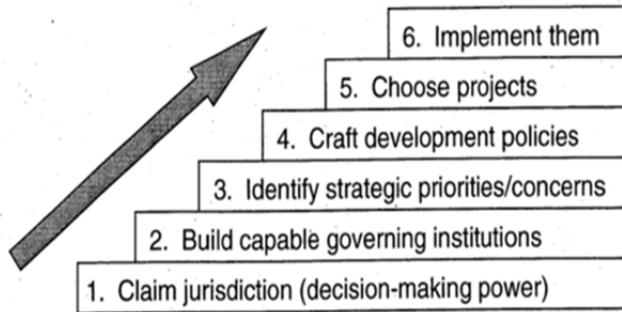 6. Implement them
5. Choose projects
4. Craft development policies
3. Identify strategic priorities/concerns
2. Build capable governing institutions
1. Claim jurisdiction (decision-making power)